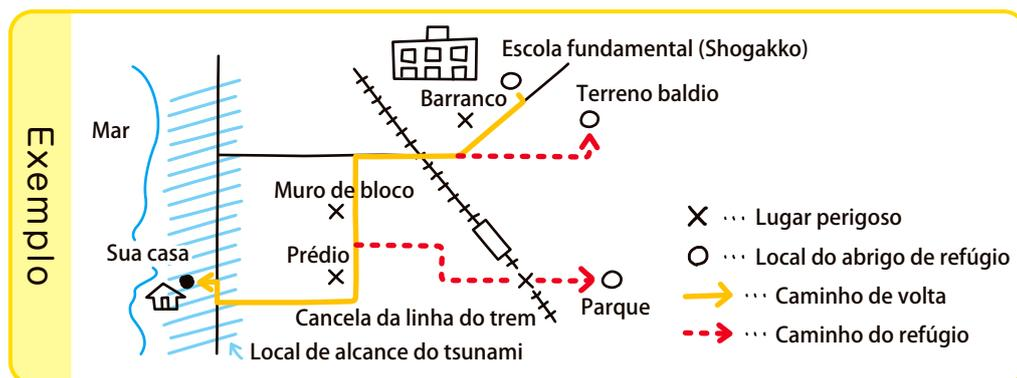 Exemplo
Escola fundamental (Shogakko)
Barranco
Terreno baldio
Mar
Muro de bloco
Lugar perigoso
Sua casa
Prédio
Local do abrigo de refúgio
Caminho de volta
Parque
Cancela da linha do trem
Caminho do refúgio
Local de alcance do tsunami